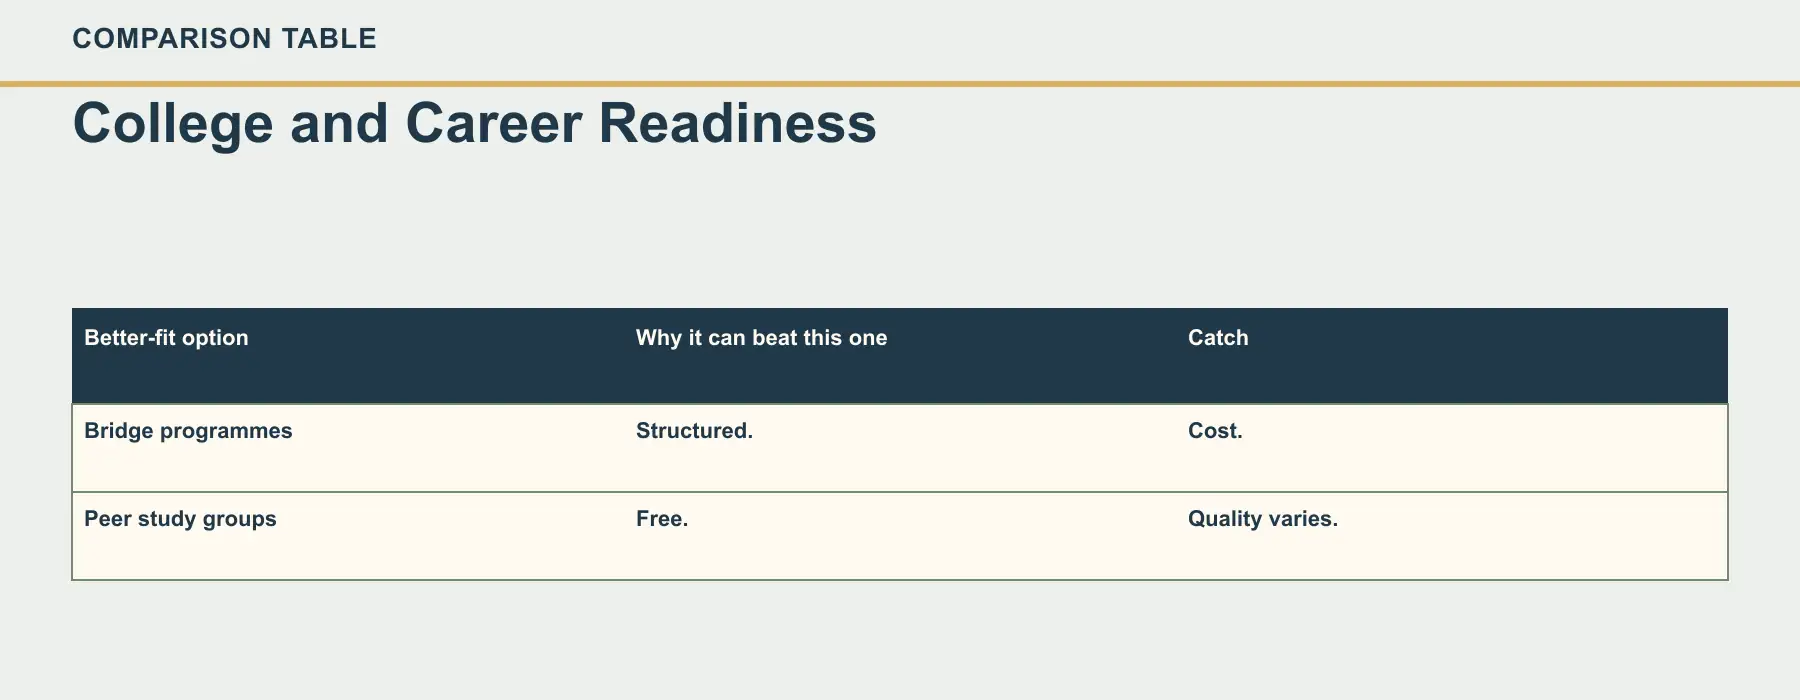 COMPARISON TABLE
College and Career Readiness
Better-fit option Why it can beat this one Catch
Bridge programmes Structured. Cost.
Peer study groups Free. Quality varies.